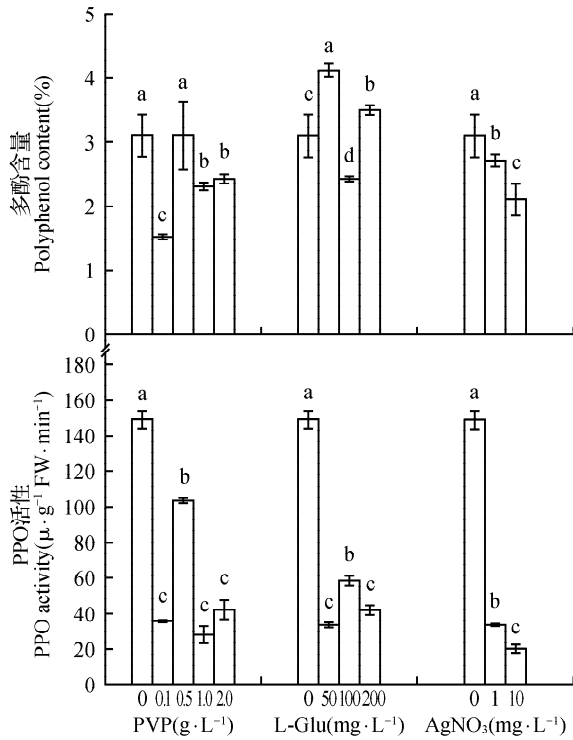 5
4
3
2
1
0
多酚含量
Polyphenol content(%)
a
c
a
b
b
c
a
d
b
a
b
c
180
160
140
120
100
80
60
40
20
0
PPO活性
PPO activity(μ·g⁻¹ FW·min⁻¹)
a
c
b
c
c
a
c
b
c
a
b
c
0 0.1 0.5 1.0 2.0 0 50 100 200 0 1 10
PVP(g·L⁻¹) L-Glu(mg·L⁻¹) AgNO₃(mg·L⁻¹)